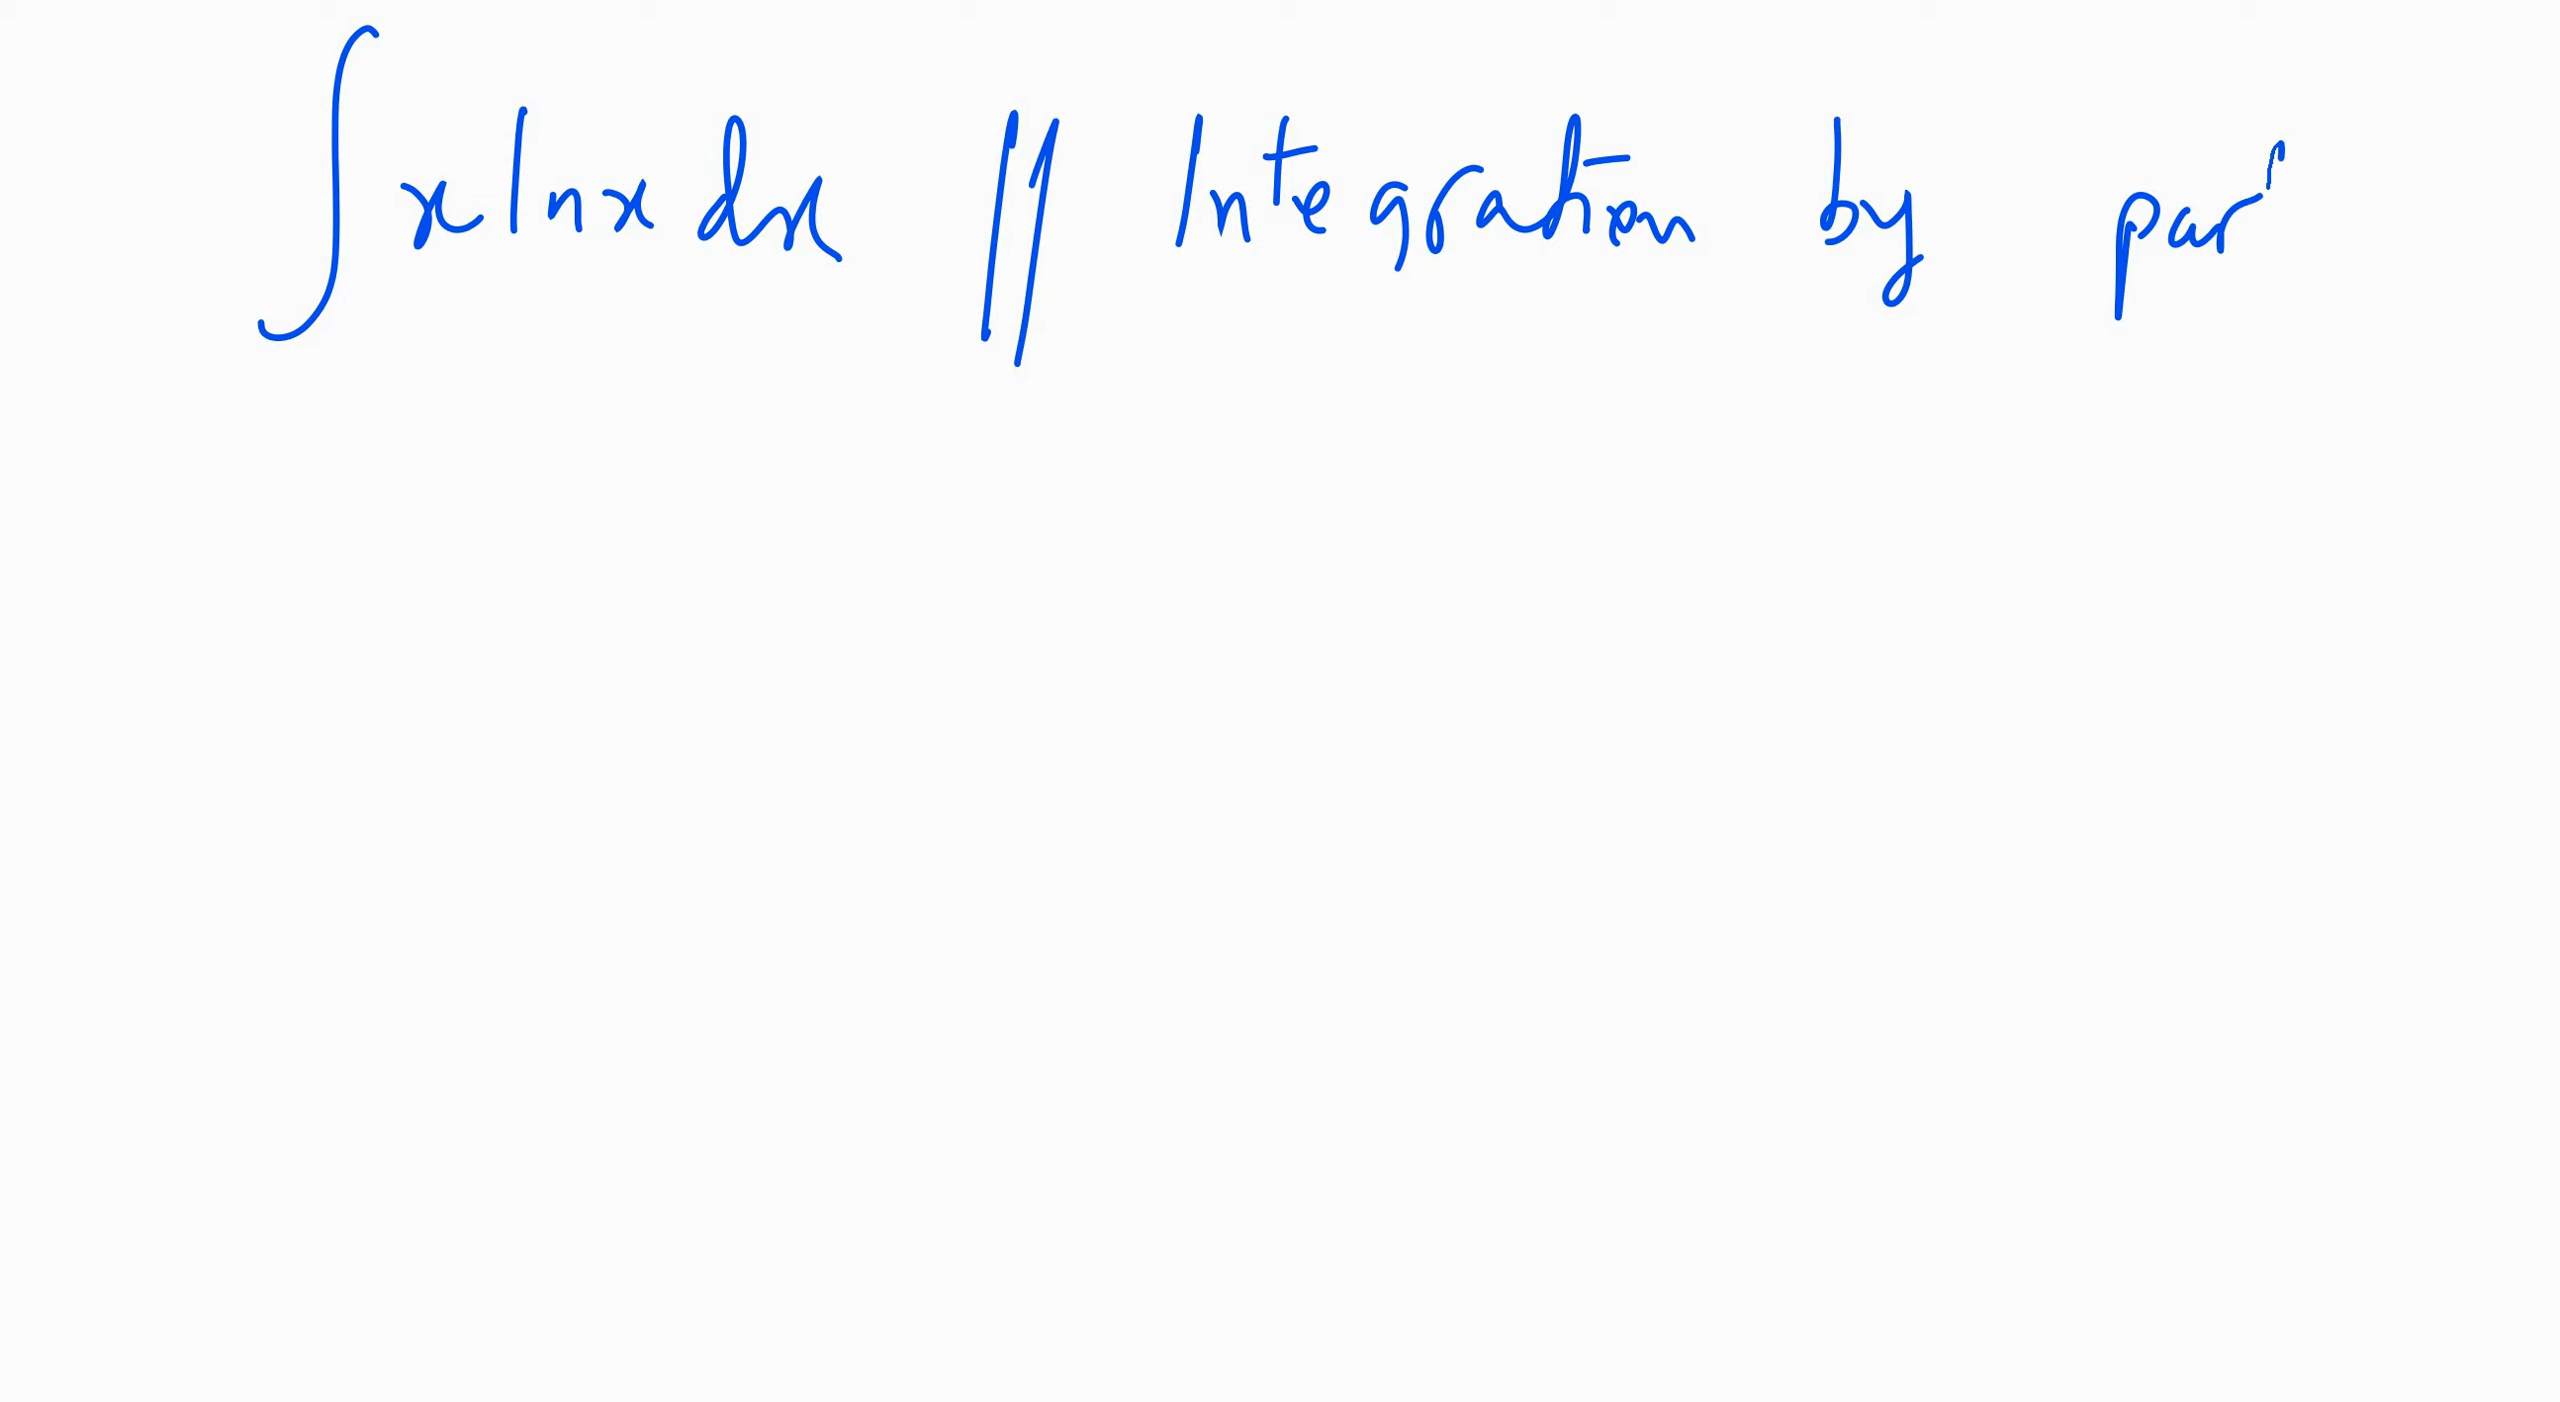 ∫ x ln x dx // Integration by par